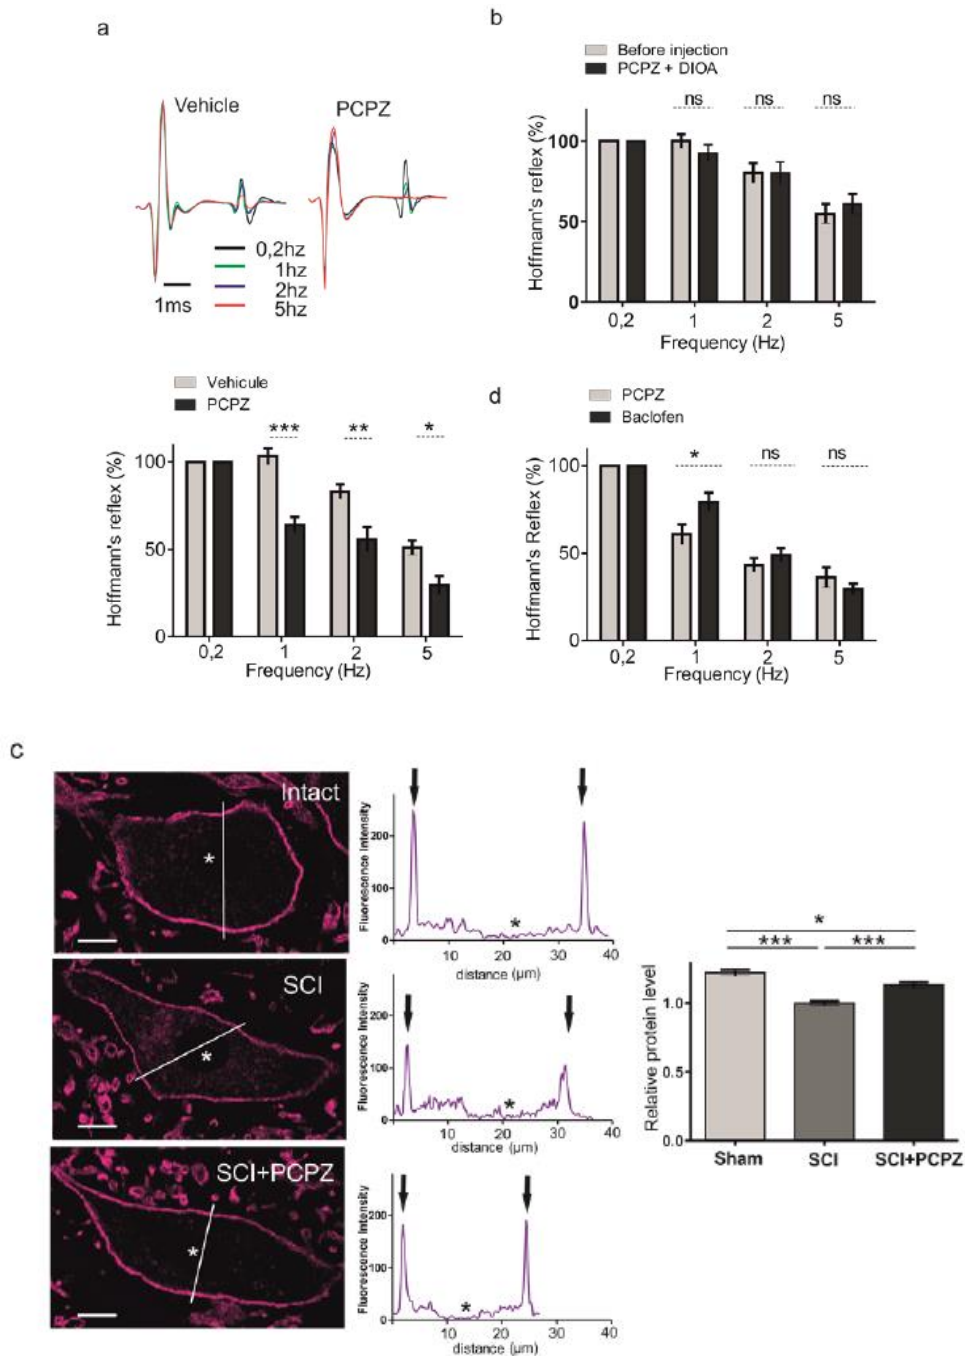 a
Vehicle
PCPZ
0,2hz
1hz
2hz
5hz
1ms
b
Before injection
PCPZ + DIOA
ns
ns
ns
Hoffmann's reflex (%)
100
50
0
0,2
1
2
5
Frequency (Hz)
Vehicule
PCPZ
***
**
*
Hoffmann's reflex (%)
100
50
0
0,2
1
2
5
Frequency (Hz)
d
PCPZ
Baclofen
*
ns
ns
Hoffmann's Reflex (%)
100
50
0
0,2
1
2
5
Frequency (Hz)
c
Intact
*
Fluorescence Intensity
200
100
0
*
10
20
30
40
distance (µm)
SCI
*
Fluorescence Intensity
200
100
0
*
10
20
30
40
distance (µm)
SCI+PCPZ
*
Fluorescence Intensity
200
100
0
*
10
20
30
40
distance (µm)
*
***
***
Relative protein level
1.0
0.5
0.0
Sham
SCI
SCI+PCPZ